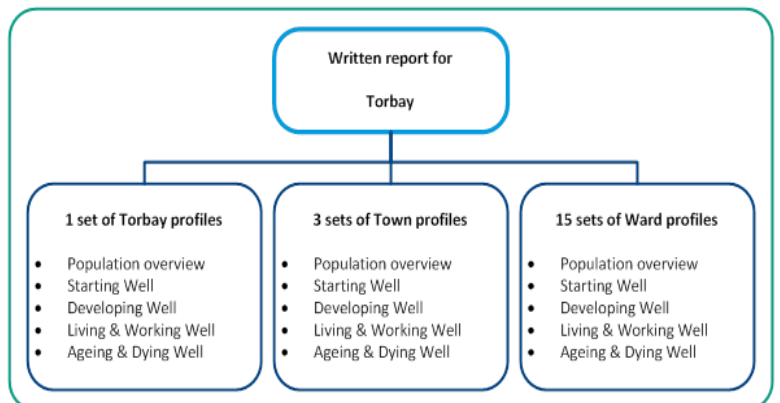 Written report for
Torbay
1 set of Torbay profiles
• Population overview
• Starting Well
• Developing Well
• Living & Working Well
• Ageing & Dying Well
3 sets of Town profiles
• Population overview
• Starting Well
• Developing Well
• Living & Working Well
• Ageing & Dying Well
15 sets of Ward profiles
• Population overview
• Starting Well
• Developing Well
• Living & Working Well
• Ageing & Dying Well